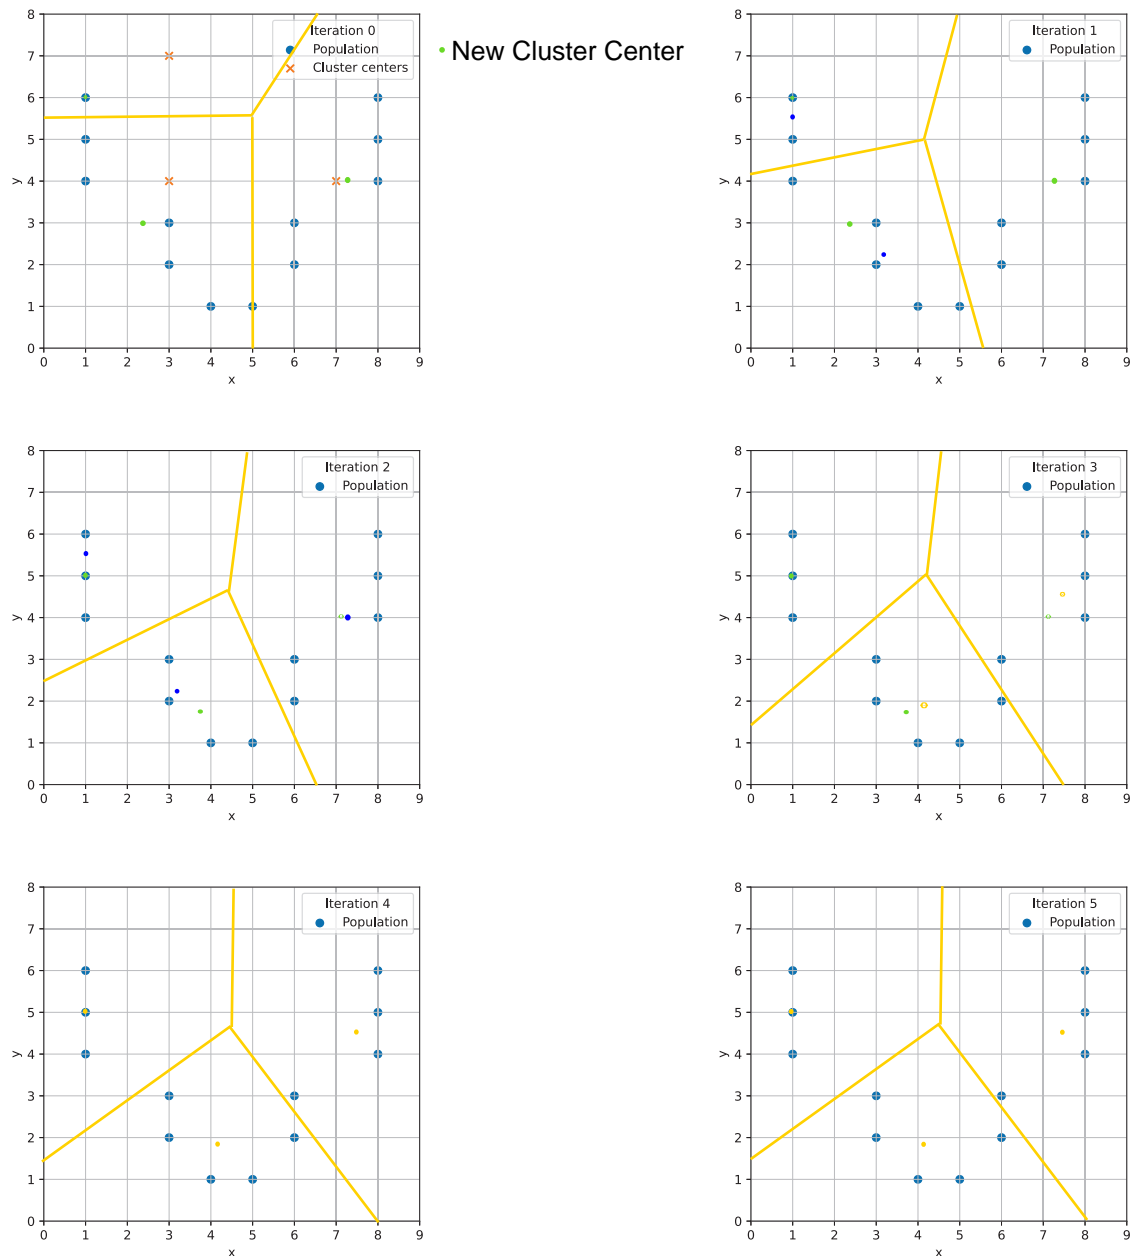 Iteration 0
Population
Cluster centers
New Cluster Center
8
7
6
5
4
3
2
1
0
y
0 1 2 3 4 5 6 7 8 9
x
Iteration 1
Population
8
7
6
5
4
3
2
1
0
y
0 1 2 3 4 5 6 7 8 9
x
Iteration 2
Population
8
7
6
5
4
3
2
1
0
y
0 1 2 3 4 5 6 7 8 9
x
Iteration 3
Population
8
7
6
5
4
3
2
1
0
y
0 1 2 3 4 5 6 7 8 9
x
Iteration 4
Population
8
7
6
5
4
3
2
1
0
y
0 1 2 3 4 5 6 7 8 9
x
Iteration 5
Population
8
7
6
5
4
3
2
1
0
y
0 1 2 3 4 5 6 7 8 9
x